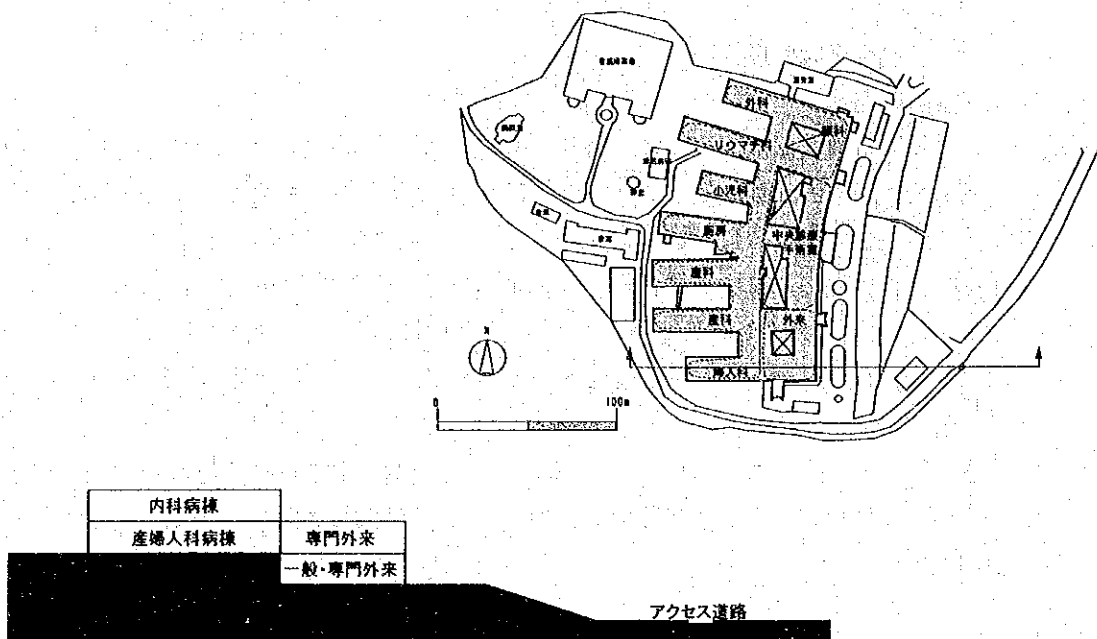 外科
眼科
リウマチ科
小児科
厨房
中央診療
手術室
産科
産科
外来
婦人科
N
0
100m
内科病棟
産婦人科病棟
専門外来
一般・専門外来
アクセス道路